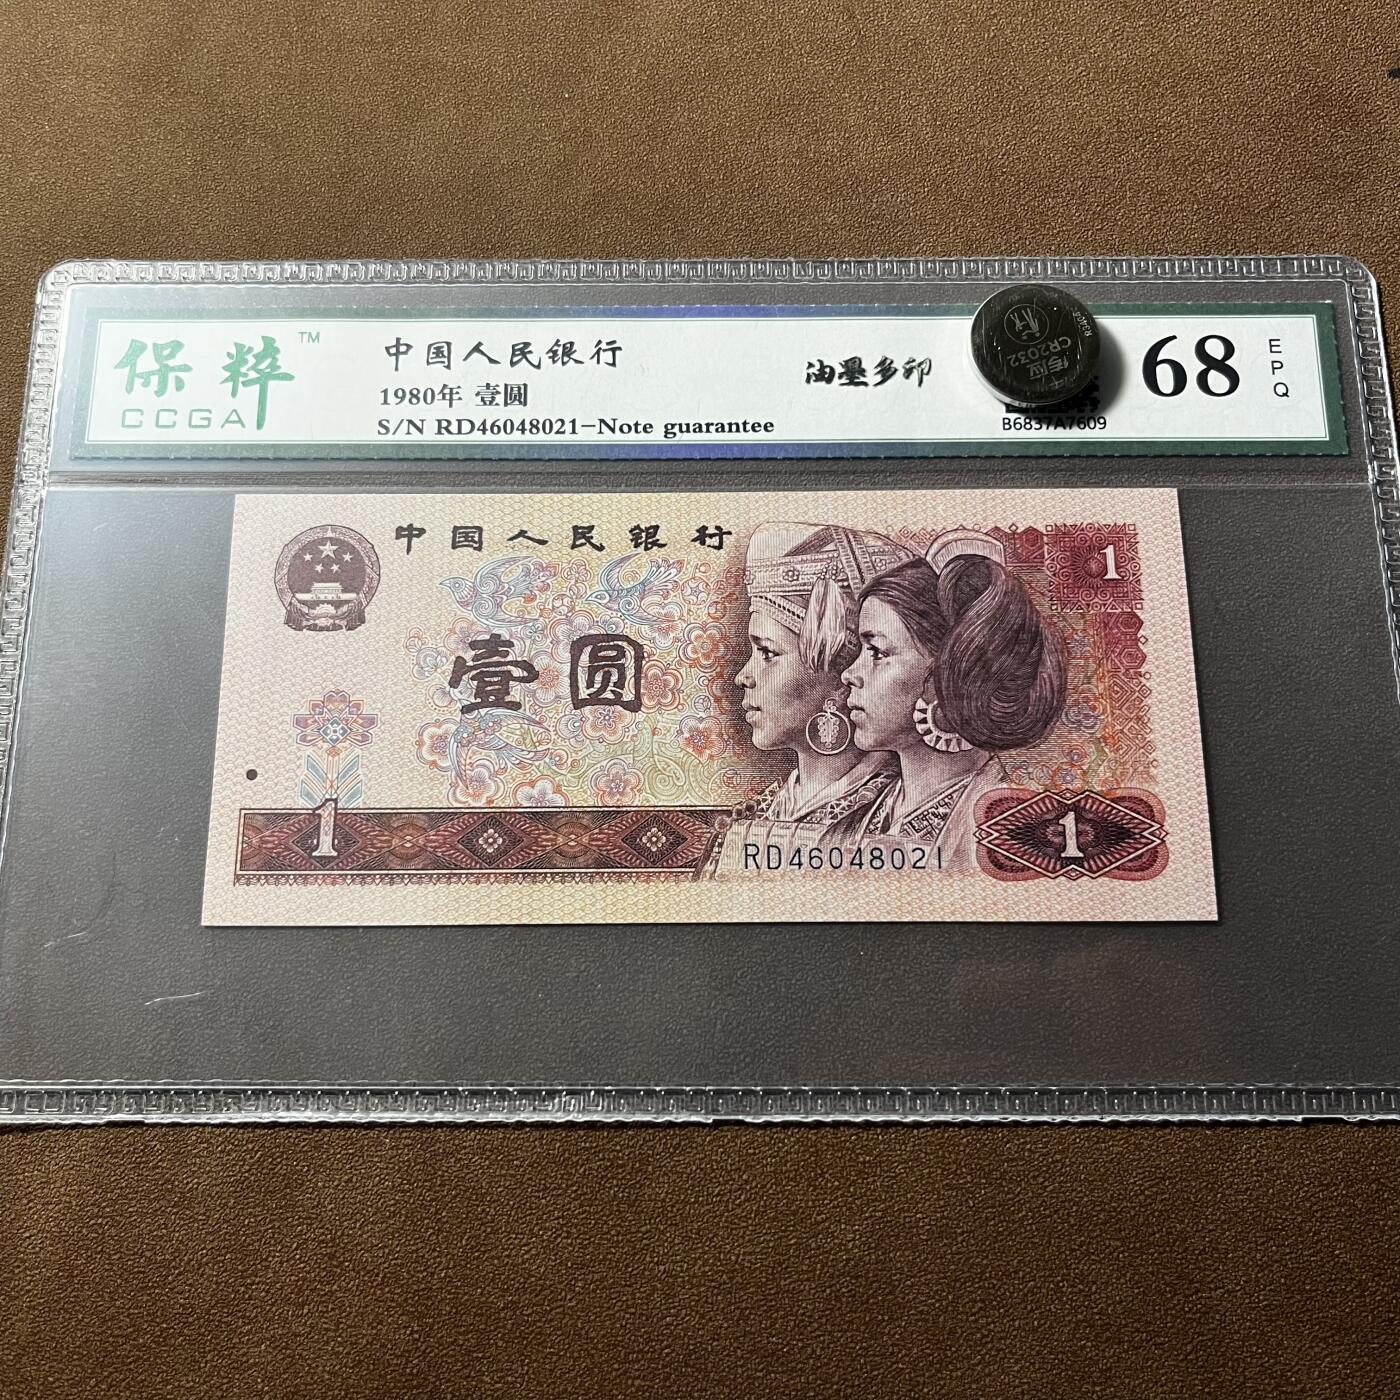 保粹™
CCGA
中国人民银行
1980年 壹圆
S/N RD46048021-Note guarantee
油墨多印
CR2032
B6837A7609
68
EPQ
中国人民银行
壹圆
1
1
1
RD46048021